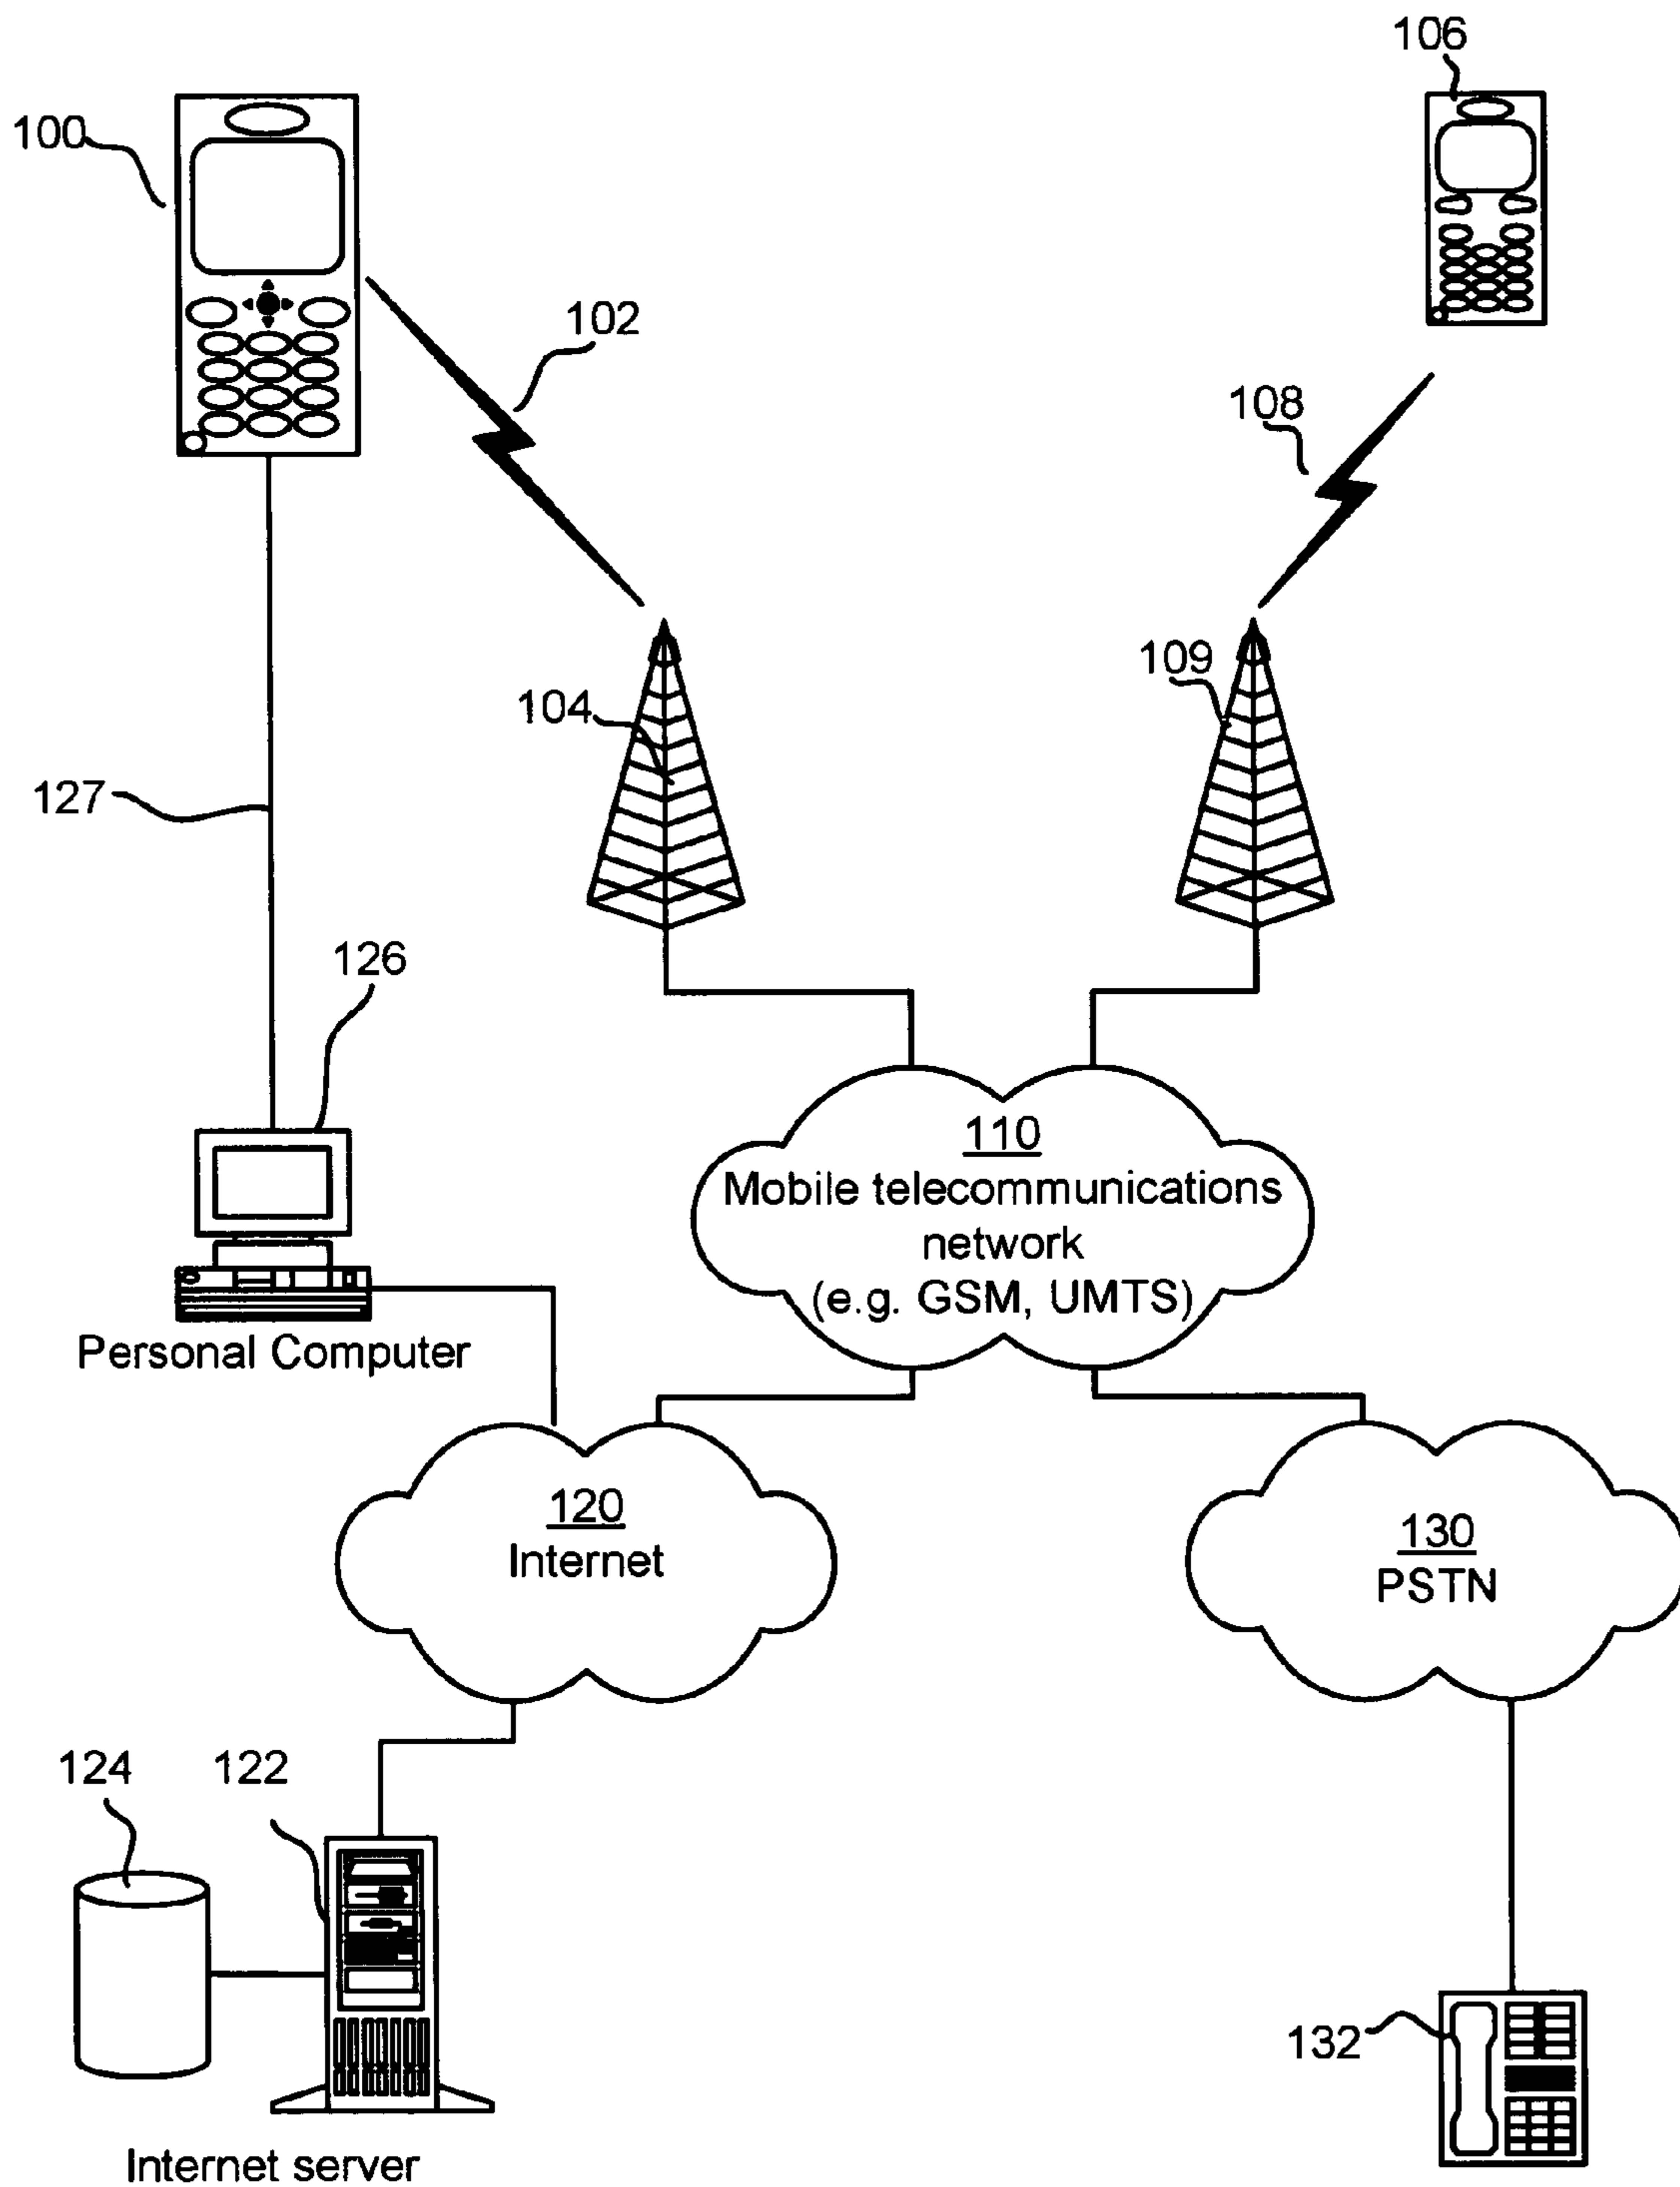 106
100
102
108
109
104
127
126
110
Mobile telecommunications
network
(e.g. GSM, UMTS)
Personal Computer
120
Internet
130
PSTN
124
122
132
Internet server